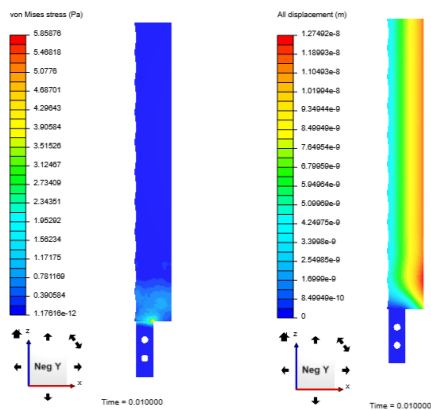 von Mises stress (Pa)
5.85876
5.46818
5.0776
4.68701
4.29643
3.90584
3.51526
3.12467
2.73409
2.34351
1.95292
1.56234
1.17175
0.781169
0.390584
1.17616e-12
z
Neg Y
x
Time = 0.010000
All displacement (m)
1.27492e-8
1.18993e-8
1.10493e-8
1.01994e-8
9.34944e-9
8.49949e-9
7.64954e-9
6.79959e-9
5.94964e-9
5.09969e-9
4.24975e-9
3.3998e-9
2.54985e-9
1.6999e-9
8.49949e-10
0
z
Neg Y
x
Time = 0.010000